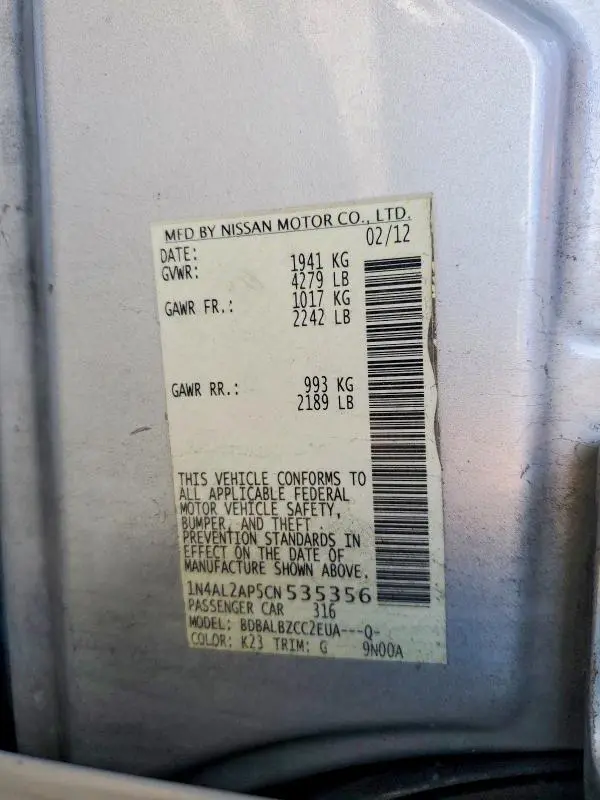 MFD BY NISSAN MOTOR CO., LTD.
DATE: 02/12
GVWR: 1941 KG
4279 LB
GAWR FR.: 1017 KG
2242 LB
GAWR RR.: 993 KG
2189 LB
THIS VEHICLE CONFORMS TO
ALL APPLICABLE FEDERAL
MOTOR VEHICLE SAFETY,
BUMPER, AND THEFT
PREVENTION STANDARDS IN
EFFECT ON THE DATE OF
MANUFACTURE SHOWN ABOVE.
1N4AL2AP5CN535356
PASSENGER CAR 316
MODEL: BDBALBZCC2EUA---Q-
COLOR: K23 TRIM: G 9N00A